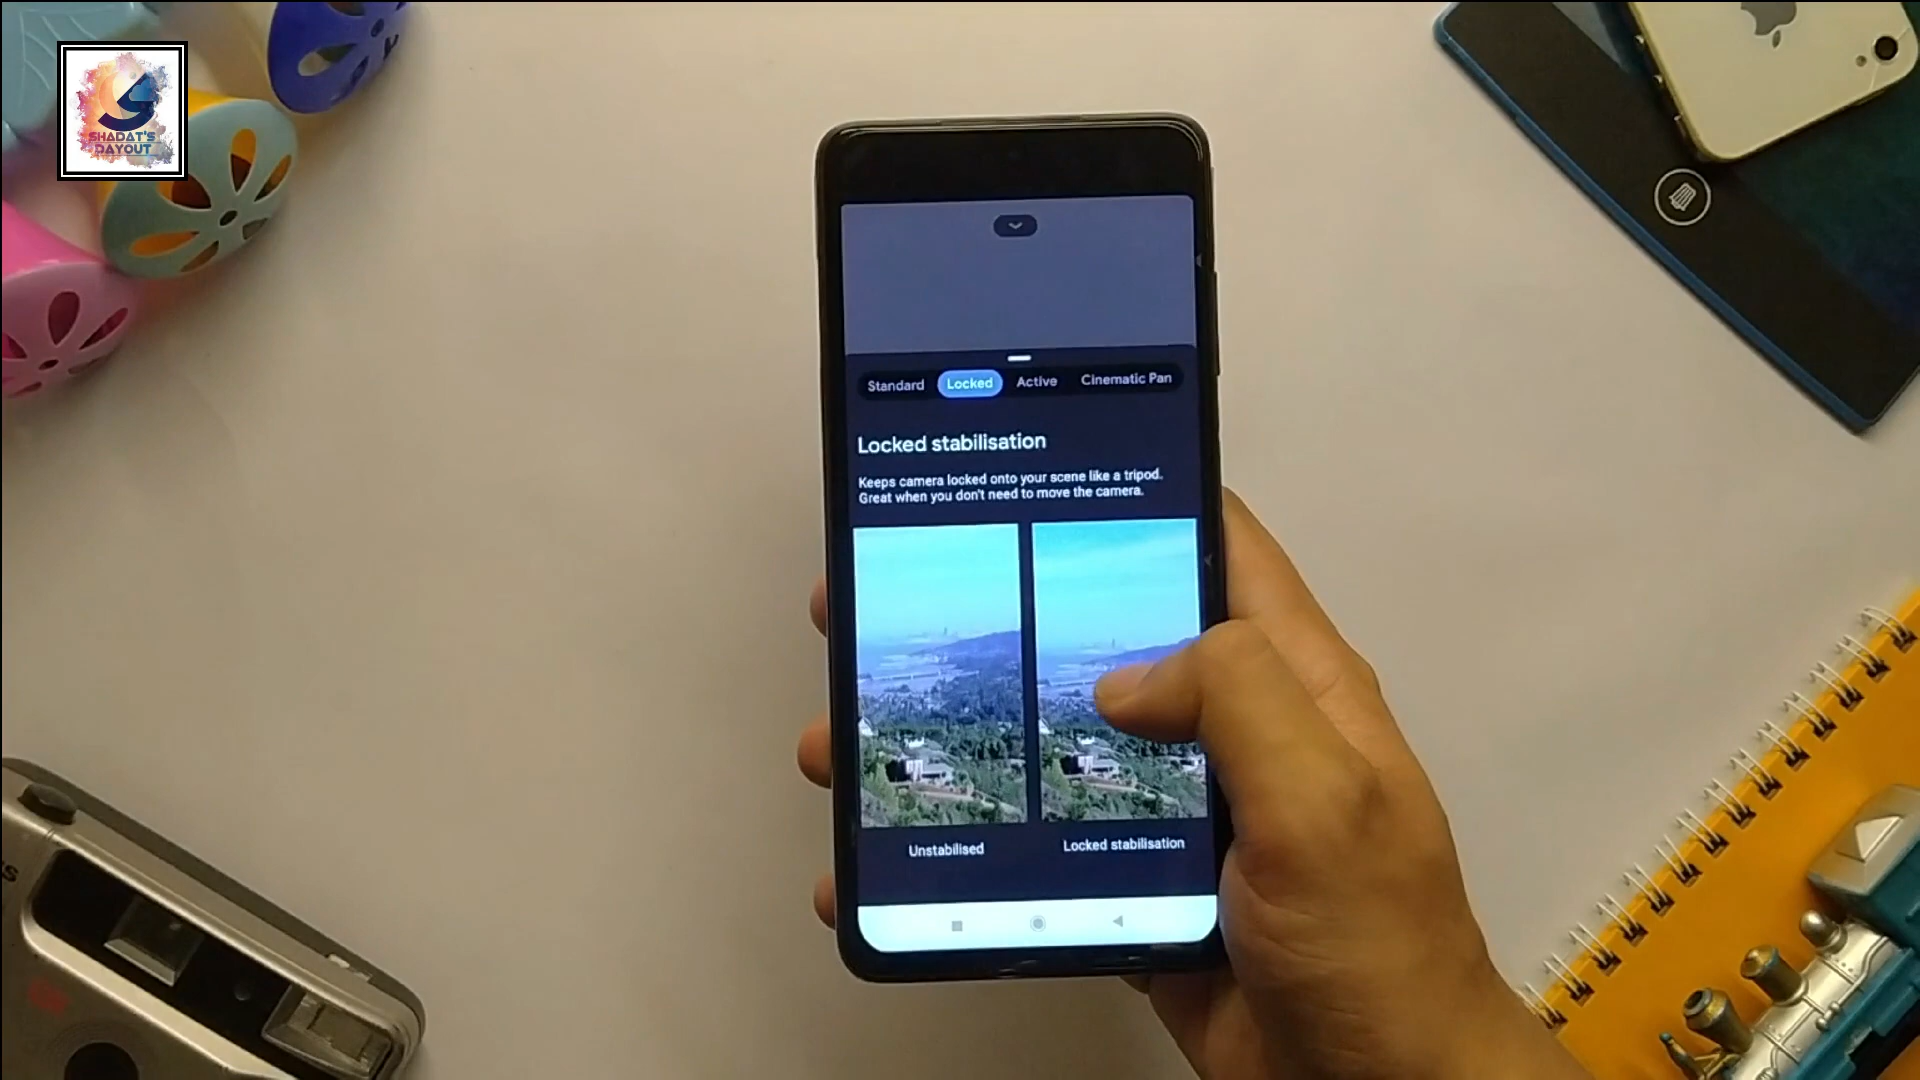 SHADAT'S
DAYOUT
Standard Locked Active Cinematic Pan
Locked stabilisation
Keeps camera locked onto your scene like a tripod.
Great when you don't need to move the camera.
Unstabilised Locked stabilisation